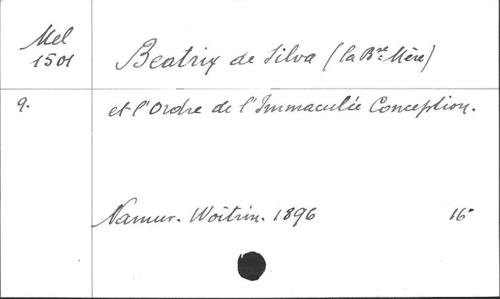 Mel
1501
Beatrix de Silva (la Bse Mère)
9.
et l'Ordre de l'Immaculée Conception.
Namur. Woitrin. 1896 16°